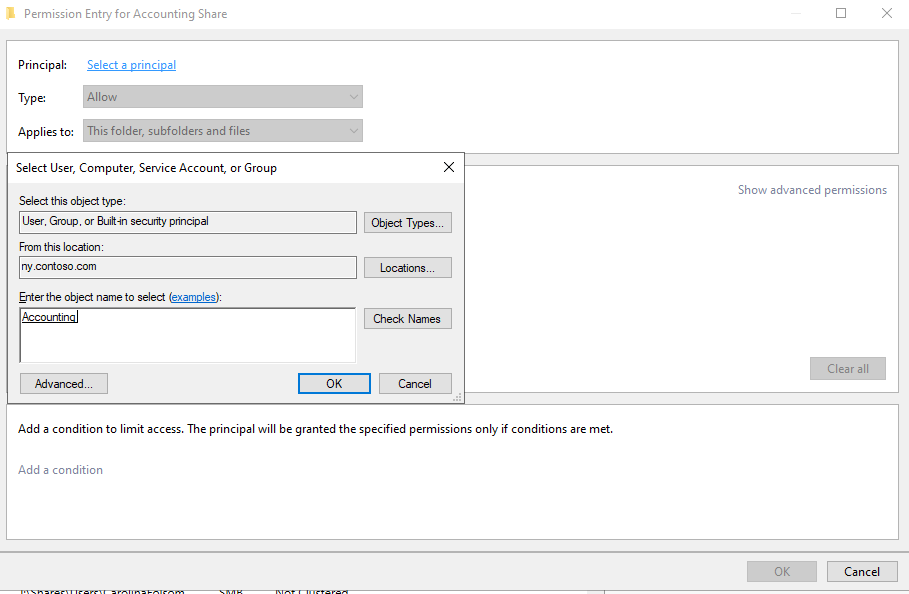 Permission Entry for Accounting Share
Principal: Select a principal
Type: Allow
Applies to: This folder, subfolders and files
Select User, Computer, Service Account, or Group
Select this object type:
User, Group, or Built-in security principal Object Types...
From this location:
ny.contoso.com Locations...
Enter the object name to select (examples):
Accounting Check Names
Advanced... OK Cancel
Show advanced permissions
Clear all
Add a condition to limit access. The principal will be granted the specified permissions only if conditions are met.
Add a condition
OK Cancel
I:\Shares\Users\CarolinaFolsom SMB Not Clustered